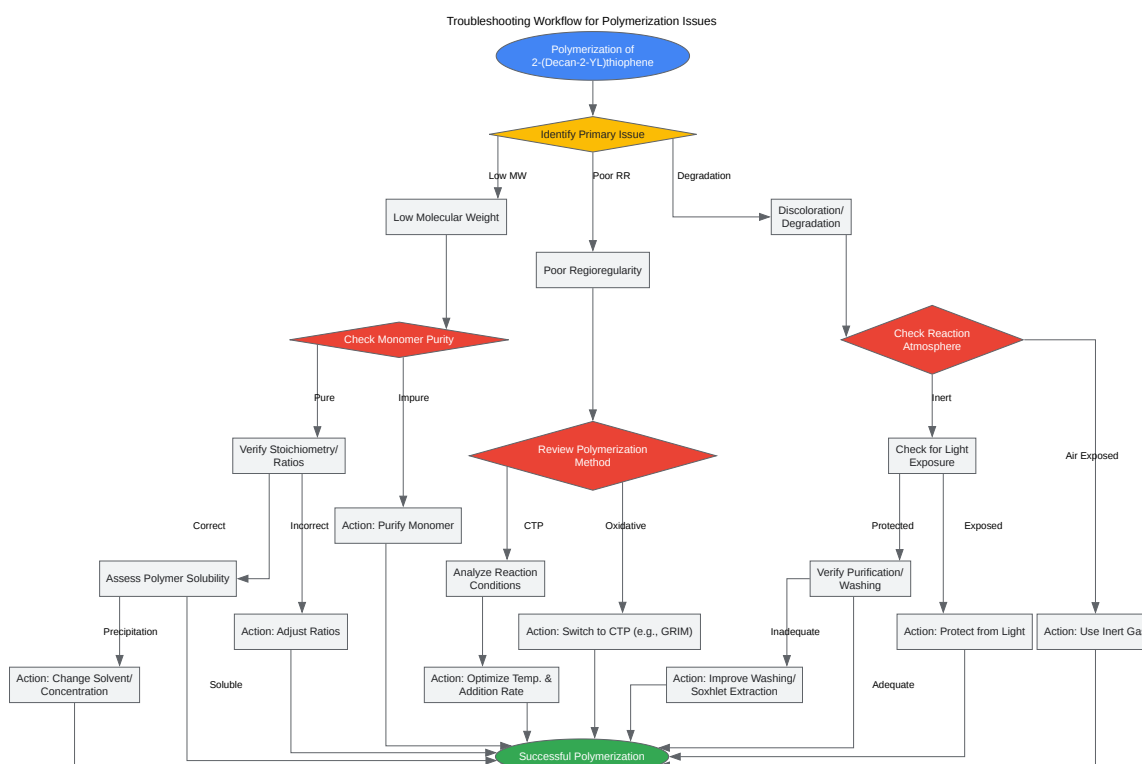 Troubleshooting Workflow for Polymerization Issues
Polymerization of
2-(Decan-2-YL)thiophene
Identify Primary Issue
Low MW
Poor RR
Degradation
Low Molecular Weight
Discoloration/
Degradation
Poor Regioregularity
Check Monomer Purity
Check Reaction
Atmosphere
Pure
Impure
Inert
Verify Stoichiometry/
Ratios
Review Polymerization
Method
Check for Light
Exposure
Air Exposed
Correct
Incorrect
Action: Purify Monomer
CTP
Oxidative
Protected
Exposed
Assess Polymer Solubility
Analyze Reaction
Conditions
Verify Purification/
Washing
Precipitation
Action: Adjust Ratios
Action: Switch to CTP (e.g., GRIM)
Inadequate
Action: Protect from Light
Action: Use Inert Ga
Action: Change Solvent/
Concentration
Soluble
Action: Optimize Temp. &
Addition Rate
Action: Improve Washing/
Soxhlet Extraction
Adequate
Successful Polymerization